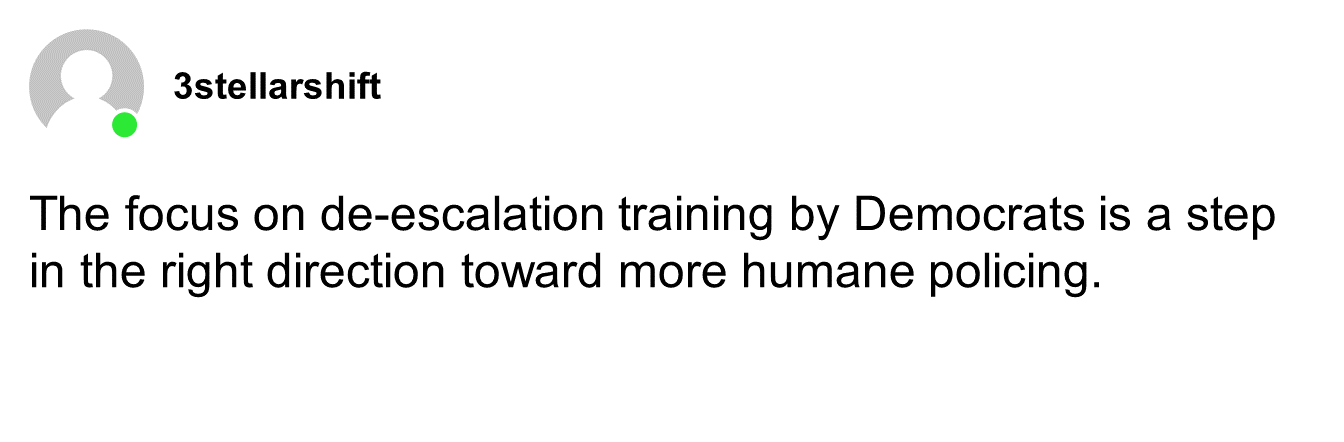 3stellarshift
The focus on de-escalation training by Democrats is a step
in the right direction toward more humane policing.